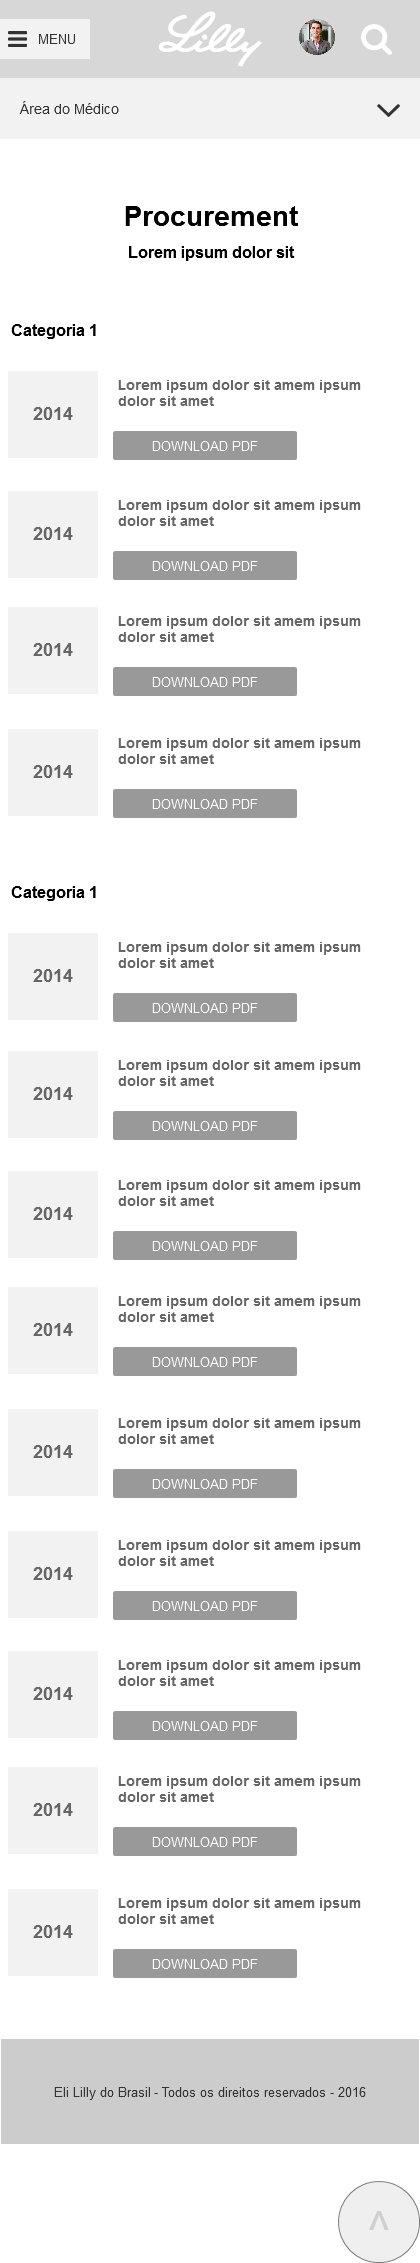 MENU
Lilly
Área do Médico
Procurement
Lorem ipsum dolor sit
Categoria 1
2014
Lorem ipsum dolor sit amem ipsum
dolor sit amet
DOWNLOAD PDF
2014
Lorem ipsum dolor sit amem ipsum
dolor sit amet
DOWNLOAD PDF
2014
Lorem ipsum dolor sit amem ipsum
dolor sit amet
DOWNLOAD PDF
2014
Lorem ipsum dolor sit amem ipsum
dolor sit amet
DOWNLOAD PDF
Categoria 1
2014
Lorem ipsum dolor sit amem ipsum
dolor sit amet
DOWNLOAD PDF
2014
Lorem ipsum dolor sit amem ipsum
dolor sit amet
DOWNLOAD PDF
2014
Lorem ipsum dolor sit amem ipsum
dolor sit amet
DOWNLOAD PDF
2014
Lorem ipsum dolor sit amem ipsum
dolor sit amet
DOWNLOAD PDF
2014
Lorem ipsum dolor sit amem ipsum
dolor sit amet
DOWNLOAD PDF
2014
Lorem ipsum dolor sit amem ipsum
dolor sit amet
DOWNLOAD PDF
2014
Lorem ipsum dolor sit amem ipsum
dolor sit amet
DOWNLOAD PDF
2014
Lorem ipsum dolor sit amem ipsum
dolor sit amet
DOWNLOAD PDF
2014
Lorem ipsum dolor sit amem ipsum
dolor sit amet
DOWNLOAD PDF
Eli Lilly do Brasil - Todos os direitos reservados - 2016
^